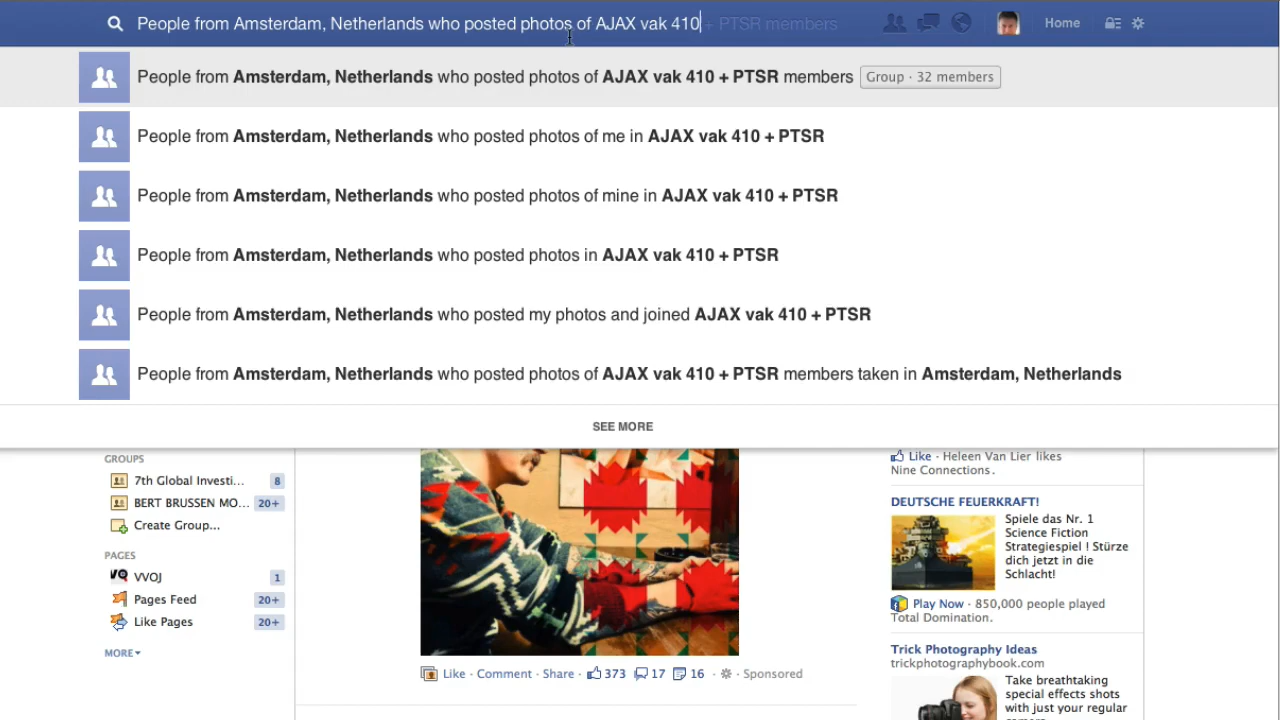 People from Amsterdam, Netherlands who posted photos of AJAX vak 410 + PTSR members
Home
People from Amsterdam, Netherlands who posted photos of AJAX vak 410 + PTSR members Group · 32 members
People from Amsterdam, Netherlands who posted photos of me in AJAX vak 410 + PTSR
People from Amsterdam, Netherlands who posted photos of mine in AJAX vak 410 + PTSR
People from Amsterdam, Netherlands who posted photos in AJAX vak 410 + PTSR
People from Amsterdam, Netherlands who posted my photos and joined AJAX vak 410 + PTSR
People from Amsterdam, Netherlands who posted photos of AJAX vak 410 + PTSR members taken in Amsterdam, Netherlands
SEE MORE
GROUPS
7th Global Investi... 8
BERT BRUSSEN MO... 20+
Create Group...
PAGES
VVOJ 1
Pages Feed 20+
Like Pages 20+
MORE
Like · Comment · Share · 373 17 16 · Sponsored
Like · Heleen Van Lier likes
Nine Connections.
DEUTSCHE FEUERKRAFT!
Spiele das Nr. 1
Science Fiction
Strategiespiel ! Stürze
dich jetzt in die
Schlacht!
Play Now · 850,000 people played
Total Domination.
Trick Photography Ideas
trickphotographybook.com
Take breathtaking
special effects shots
with just your regular